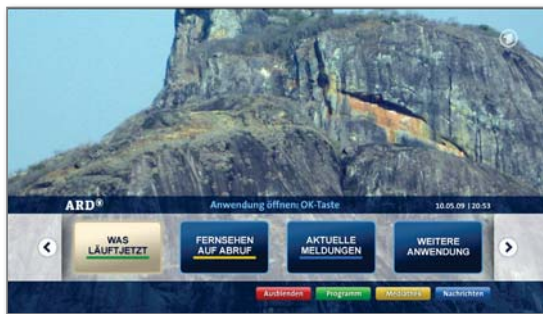 ARD
Anwendung öffnen: OK-Taste
10.05.09 | 20:53
WAS
LÄUFTJETZT
FERNSEHEN
AUF ABRUF
AKTUELLE
MELDUNGEN
WEITERE
ANWENDUNG
Ausblenden
Programm
Mediathek
Nachrichten